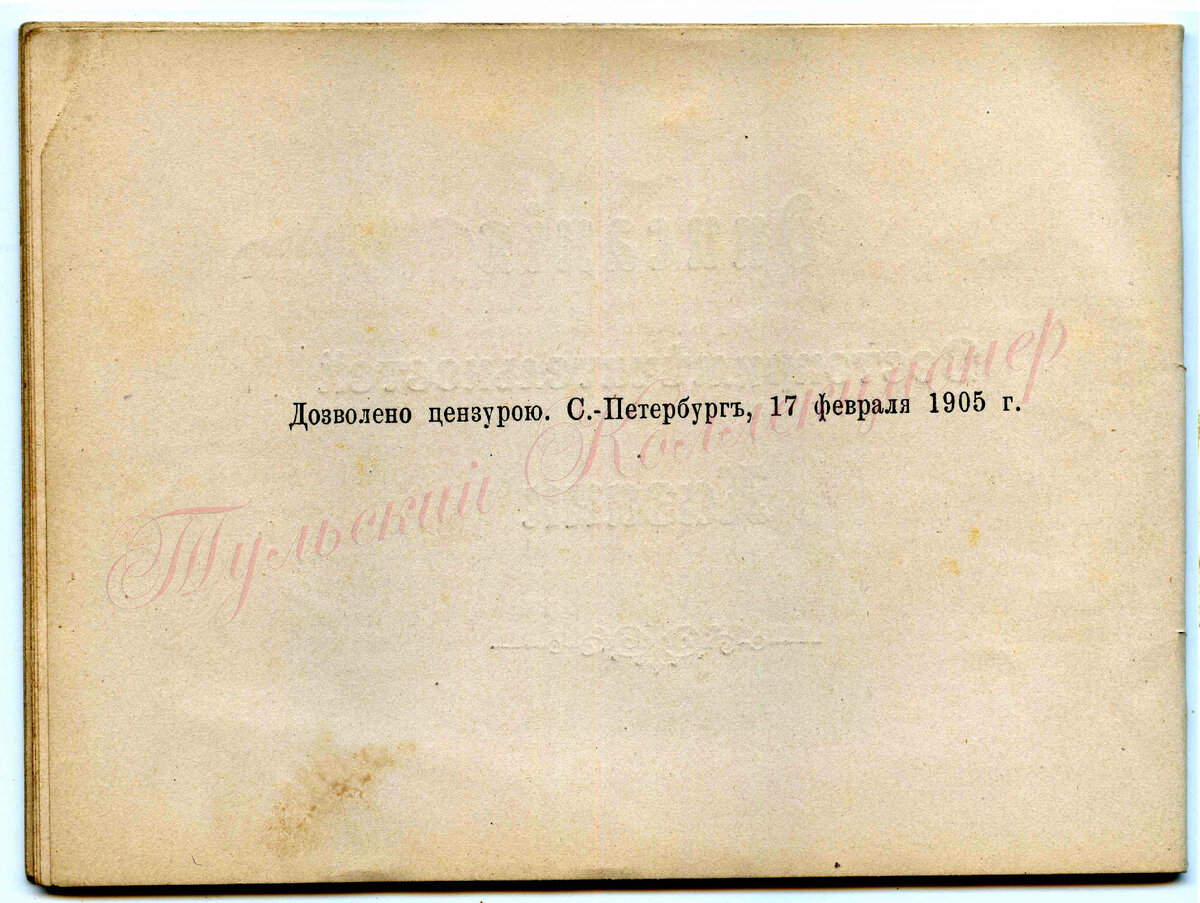 Дозволено цензурою. С.-Петербургъ, 17 февраля 1905 г.
Тульский Коллекционер